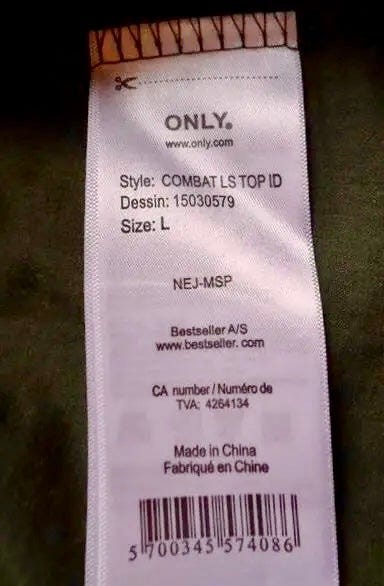 ONLY.
www.only.com
Style: COMBAT LS TOP ID
Dessin: 15030579
Size: L
NEJ-MSP
Bestseller A/S
www.bestseller.com
CA number / Numéro de
TVA: 4264134
Made in China
Fabriqué en Chine
5 700345 574086